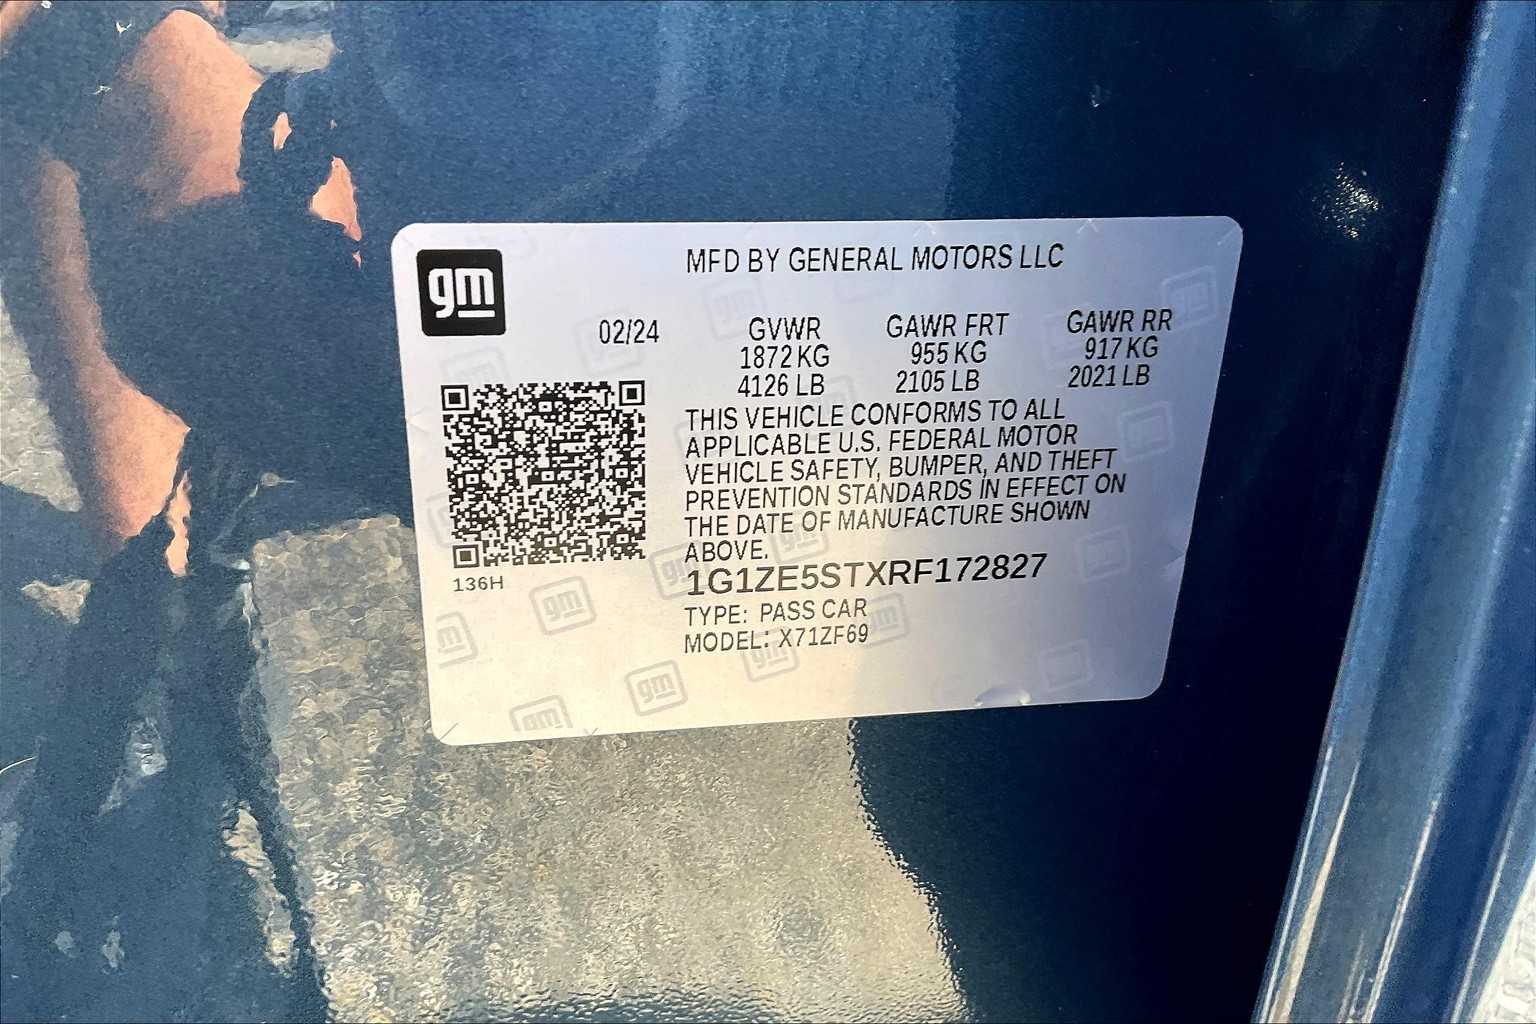 gm
MFD BY GENERAL MOTORS LLC
02/24 GVWR GAWR FRT GAWR RR
1872 KG 955 KG 917 KG
4126 LB 2105 LB 2021 LB
THIS VEHICLE CONFORMS TO ALL
APPLICABLE U.S. FEDERAL MOTOR
VEHICLE SAFETY, BUMPER, AND THEFT
PREVENTION STANDARDS IN EFFECT ON
THE DATE OF MANUFACTURE SHOWN
ABOVE.
136H
1G1ZE5STXRF172827
TYPE: PASS CAR
MODEL: X71ZF69